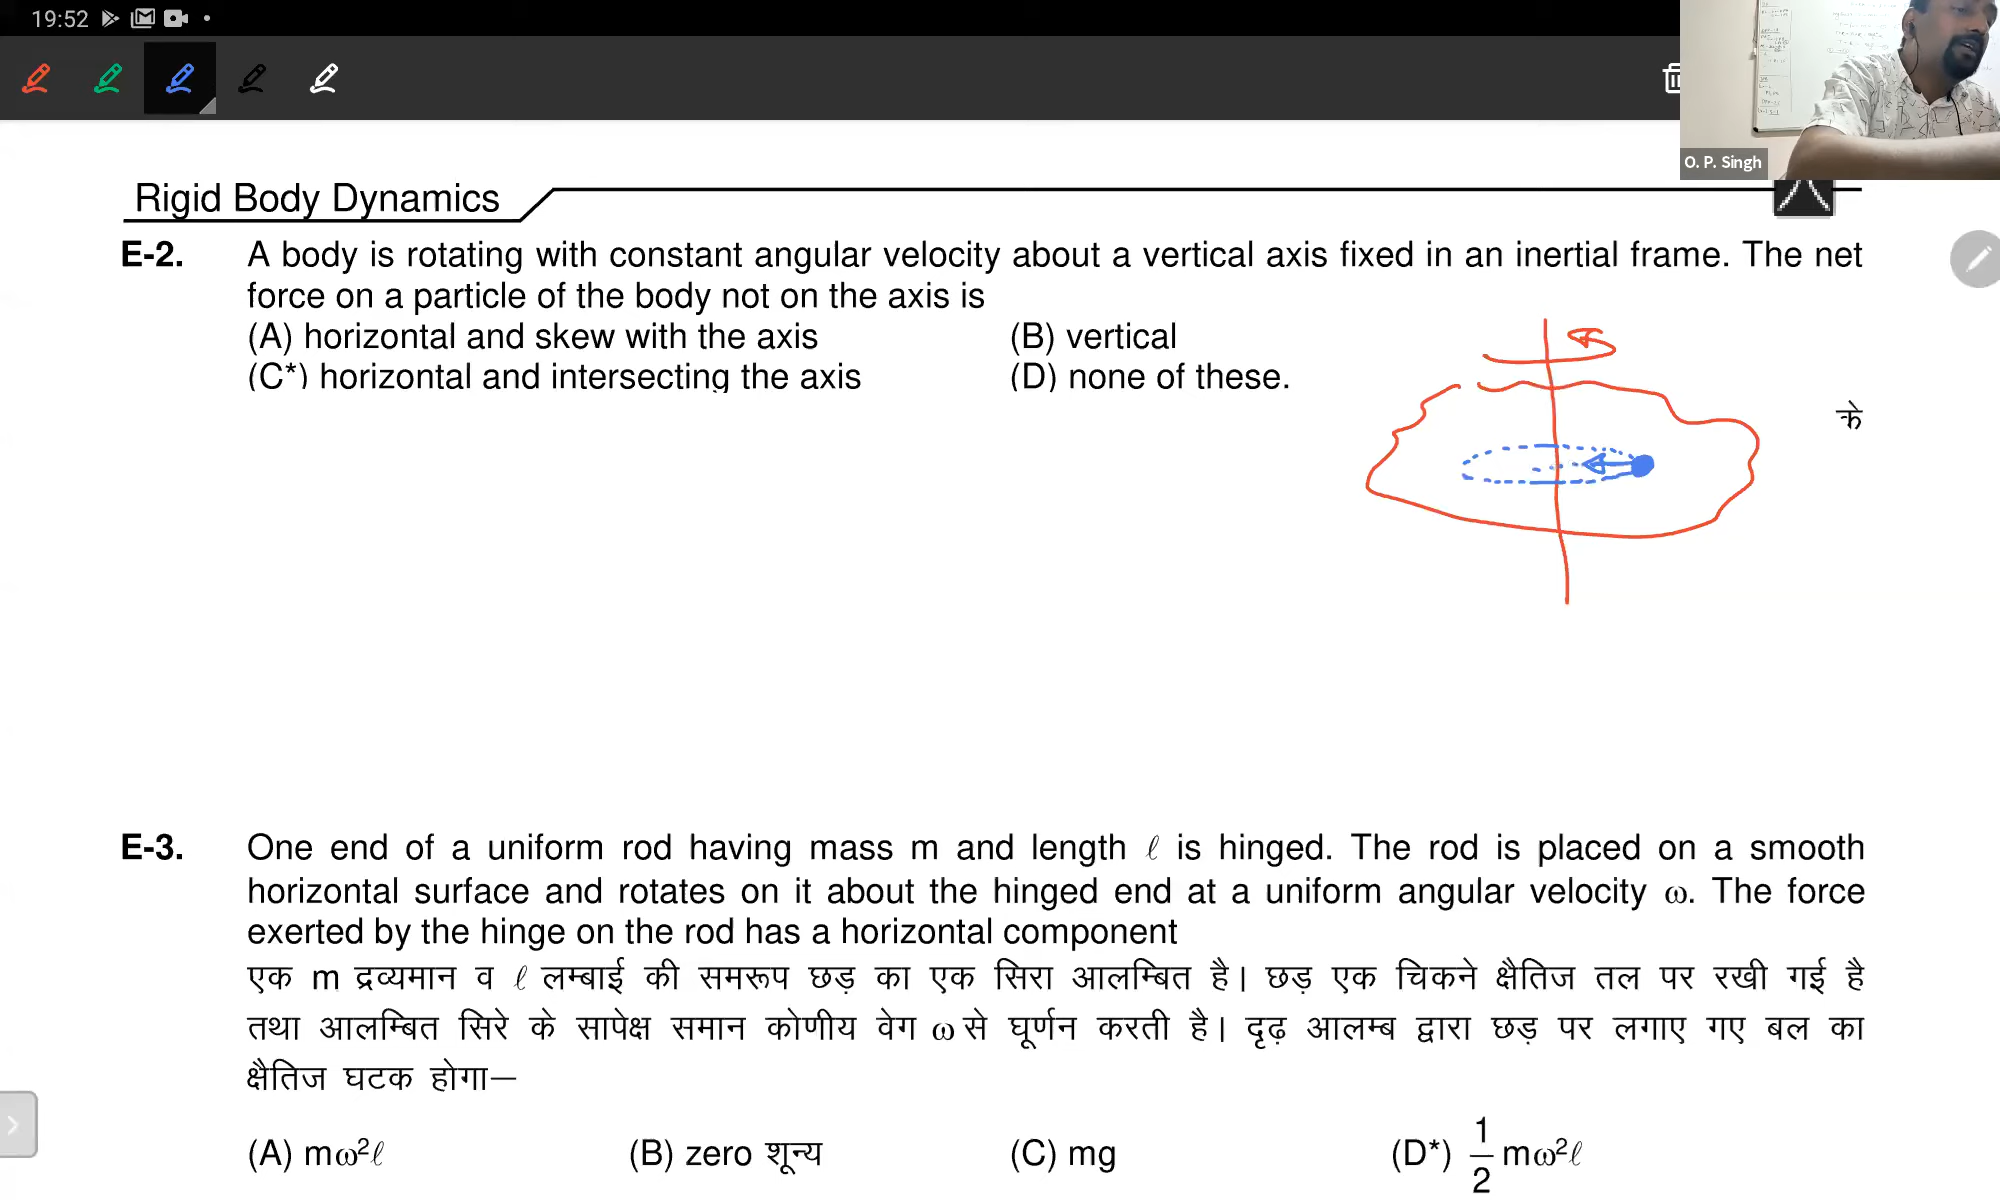 19:52
O. P. Singh
Rigid Body Dynamics
E-2. A body is rotating with constant angular velocity about a vertical axis fixed in an inertial frame. The net
force on a particle of the body not on the axis is
(A) horizontal and skew with the axis (B) vertical
(C*) horizontal and intersecting the axis (D) none of these.
के
E-3. One end of a uniform rod having mass m and length ℓ is hinged. The rod is placed on a smooth
horizontal surface and rotates on it about the hinged end at a uniform angular velocity ω. The force
exerted by the hinge on the rod has a horizontal component
एक m द्रव्यमान व ℓ लम्बाई की समरूप छड़ का एक सिरा आलम्बित है। छड़ एक चिकने क्षैतिज तल पर रखी गई है
तथा आलम्बित सिरे के सापेक्ष समान कोणीय वेग ω से घूर्णन करती है। दृढ़ आलम्ब द्वारा छड़ पर लगाए गए बल का
क्षैतिज घटक होगा—
(A) mω²ℓ (B) zero शून्य (C) mg (D*) 1/2 mω²ℓ